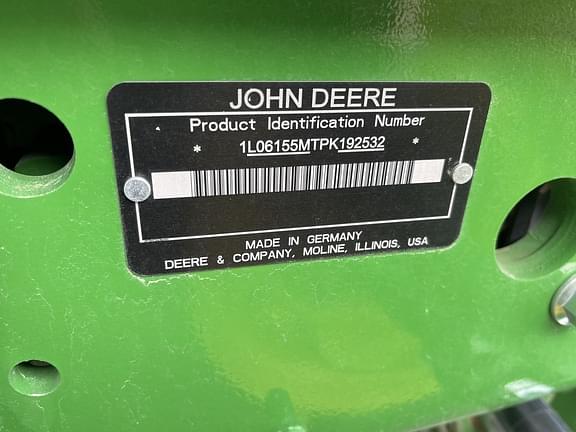 JOHN DEERE
Product Identification Number
* 1L06155MTPK192532 *
MADE IN GERMANY
DEERE & COMPANY, MOLINE, ILLINOIS, USA